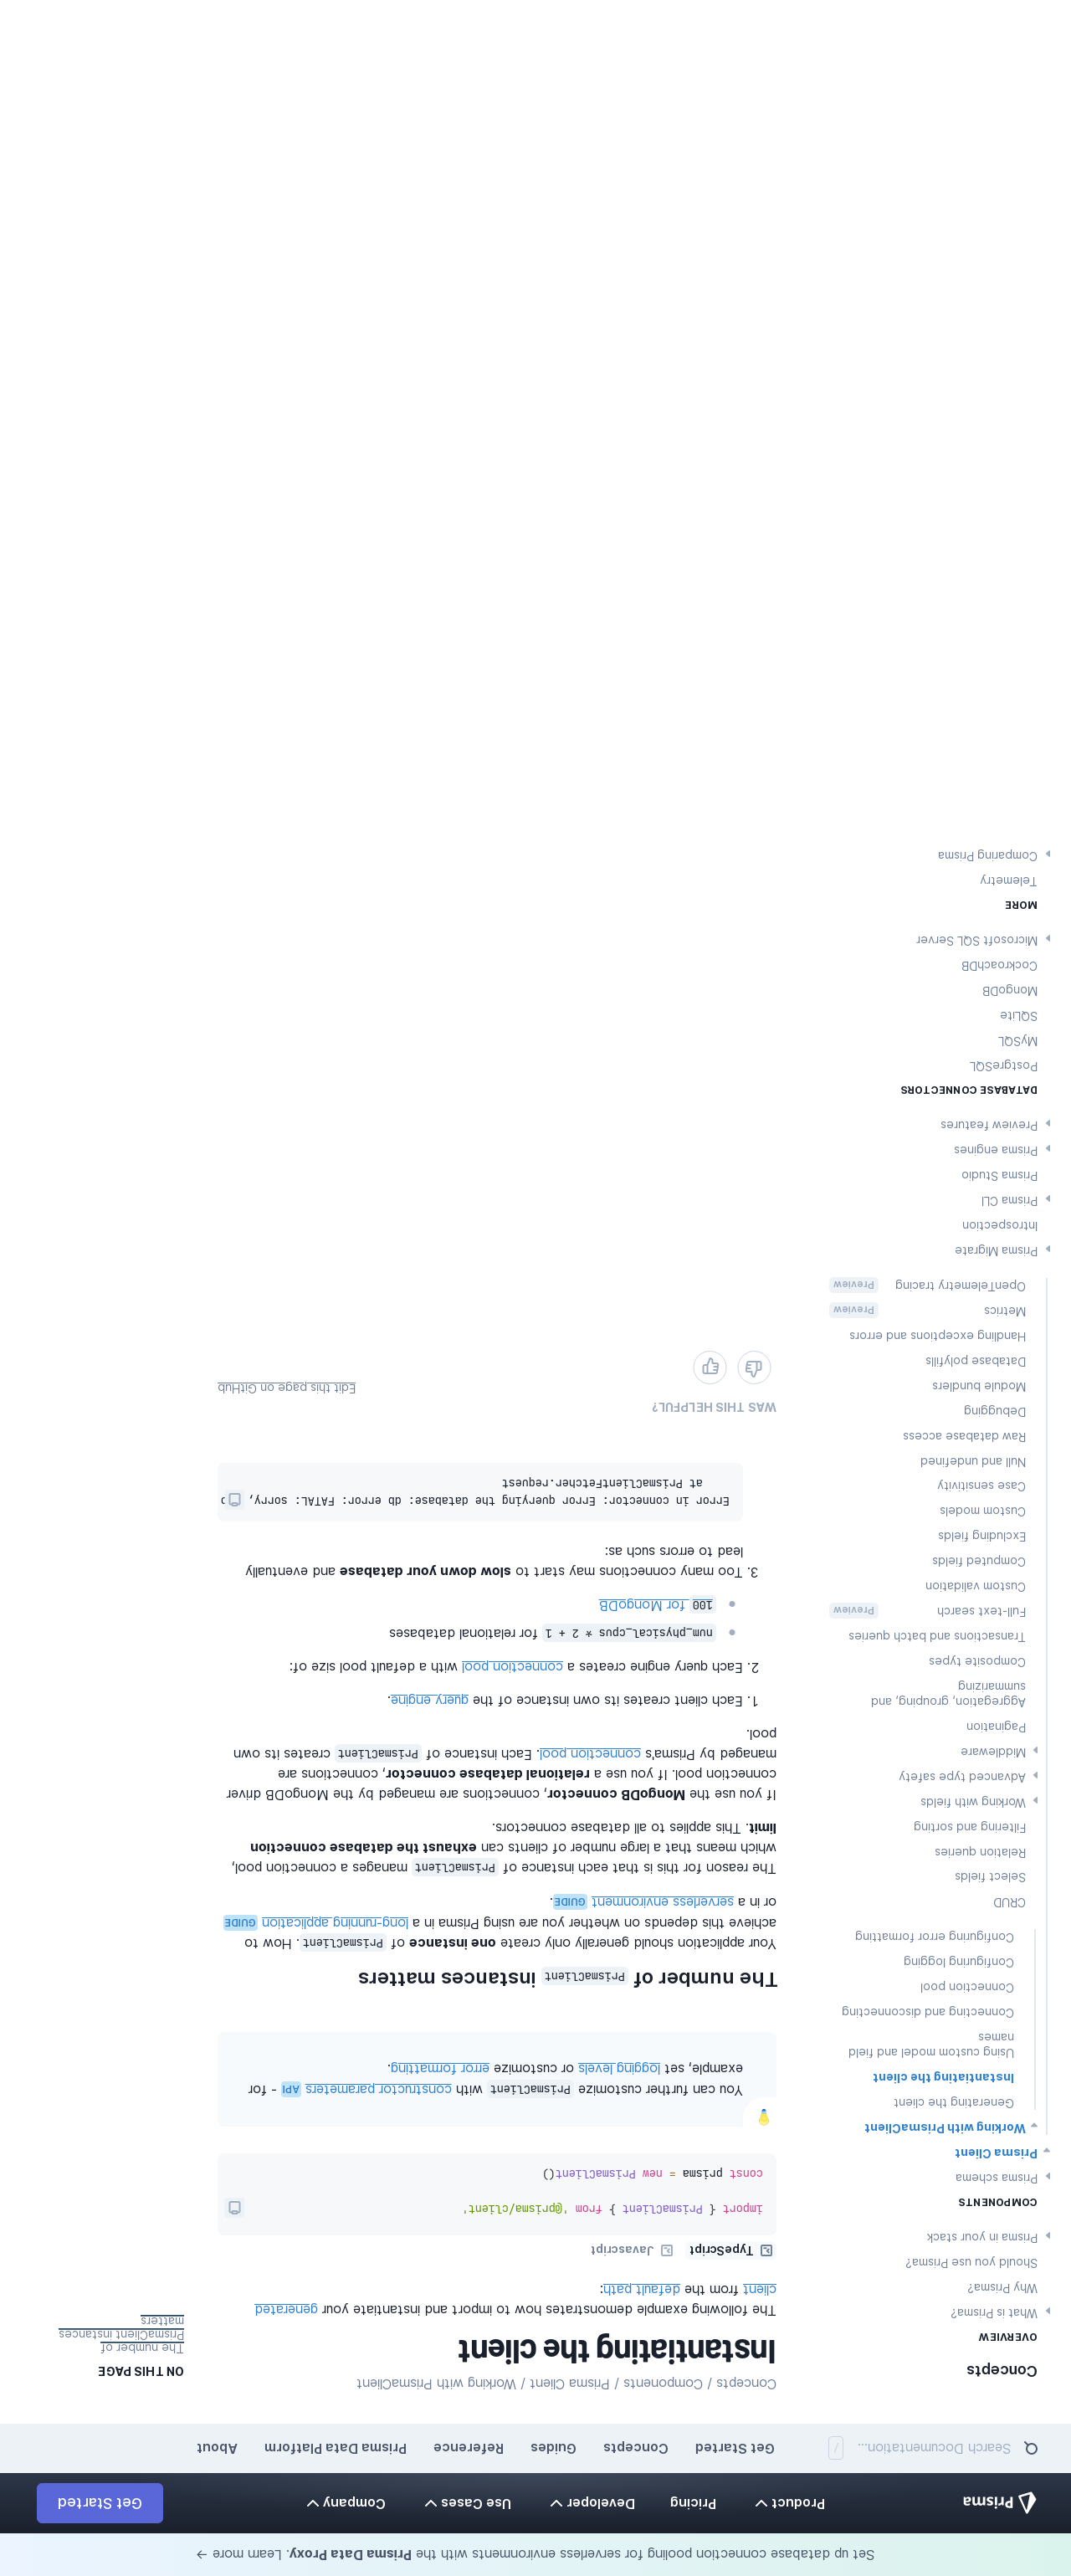 Set up database connection pooling for serverless environments with the Prisma Data Proxy. Learn more →
Prisma
Product
Pricing
Developer
Use Cases
Company
Get Started
Search Documentation... /
Get Started
Concepts
Guides
Reference
Prisma Data Platform
About
Concepts
OVERVIEW
What is Prisma?
Why Prisma?
Should you use Prisma?
Prisma in your stack
COMPONENTS
Prisma schema
Prisma Client
Working with PrismaClient
Generating the client
Instantiating the client
Using custom model and field
names
Connecting and disconnecting
Connection pool
Configuring logging
Configuring error formatting
CRUD
Select fields
Relation queries
Filtering and sorting
Working with fields
Advanced type safety
Middleware
Pagination
Aggregation, grouping, and
summarizing
Composite types
Transactions and batch queries
Full-text search Preview
Custom validation
Computed fields
Excluding fields
Custom models
Case sensitivity
Null and undefined
Raw database access
Debugging
Module bundlers
Database polyfills
Handling exceptions and errors
Metrics Preview
OpenTelemetry tracing Preview
Prisma Migrate
Introspection
Prisma CLI
Prisma Studio
Prisma engines
Preview features
DATABASE CONNECTORS
PostgreSQL
MySQL
SQLite
MongoDB
CockroachDB
Microsoft SQL Server
MORE
Telemetry
Comparing Prisma
Concepts / Components / Prisma Client / Working with PrismaClient
Instantiating the client
The following example demonstrates how to import and instantiate your generated
client from the default path:
TypeScript
Javascript
import { PrismaClient } from '@prisma/client'
const prisma = new PrismaClient()
You can further customize PrismaClient with constructor parameters API - for
example, set logging levels or customize error formatting.
The number of PrismaClient instances matters
Your application should generally only create one instance of PrismaClient. How to
achieve this depends on whether you are using Prisma in a long-running application GUIDE
or in a serverless environment GUIDE.
The reason for this is that each instance of PrismaClient manages a connection pool,
which means that a large number of clients can exhaust the database connection
limit. This applies to all database connectors.
If you use the MongoDB connector, connections are managed by the MongoDB driver
connection pool. If you use a relational database connector, connections are
managed by Prisma's connection pool. Each instance of PrismaClient creates its own
pool.
1. Each client creates its own instance of the query engine.
2. Each query engine creates a connection pool with a default pool size of:
num_physical_cpus * 2 + 1 for relational databases
100 for MongoDB
3. Too many connections may start to slow down your database and eventually
lead to errors such as:
Error in connector: Error querying the database: db error: FATAL: sorry,
at PrismaClientFetcher.request
WAS THIS HELPFUL?
Edit this page on GitHub
ON THIS PAGE
The number of
PrismaClient instances
matters